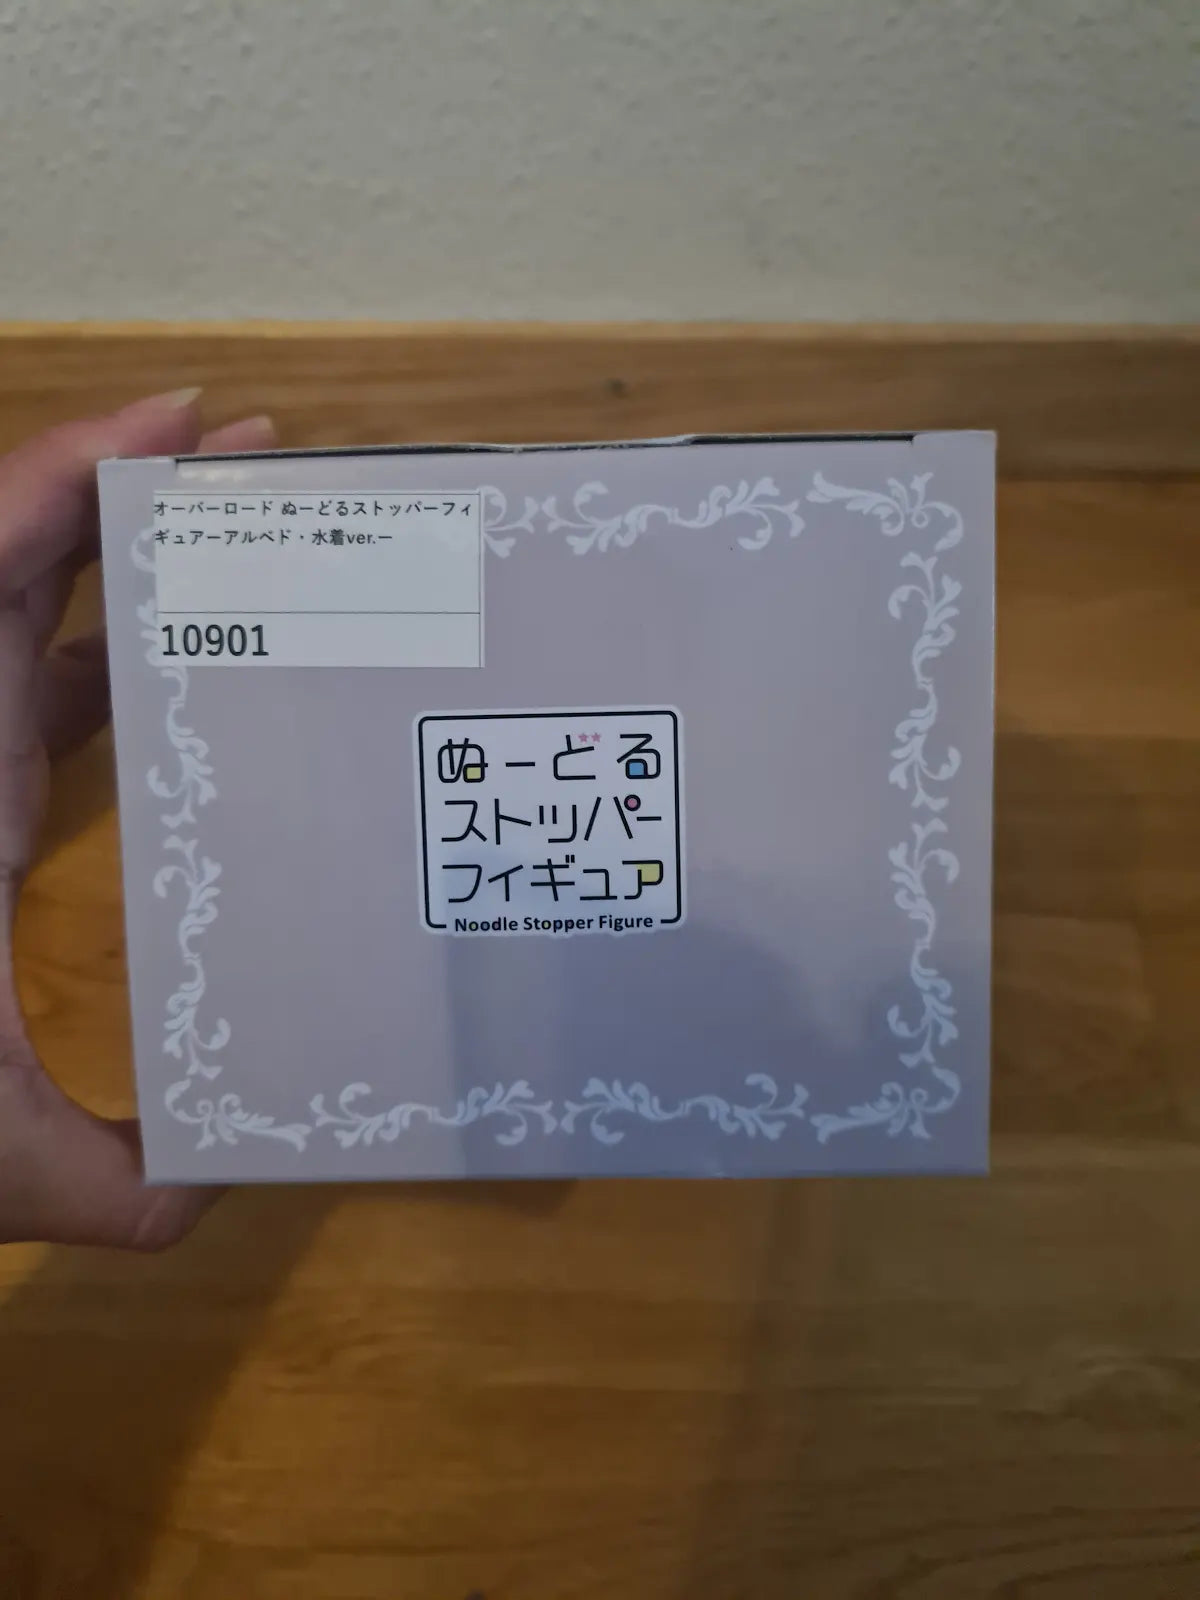 オーバーロード ぬーどるストッパーフィ
ギュアーアルベド・水着ver.ー
10901
ぬーどる
ストッパー
フィギュア
Noodle Stopper Figure